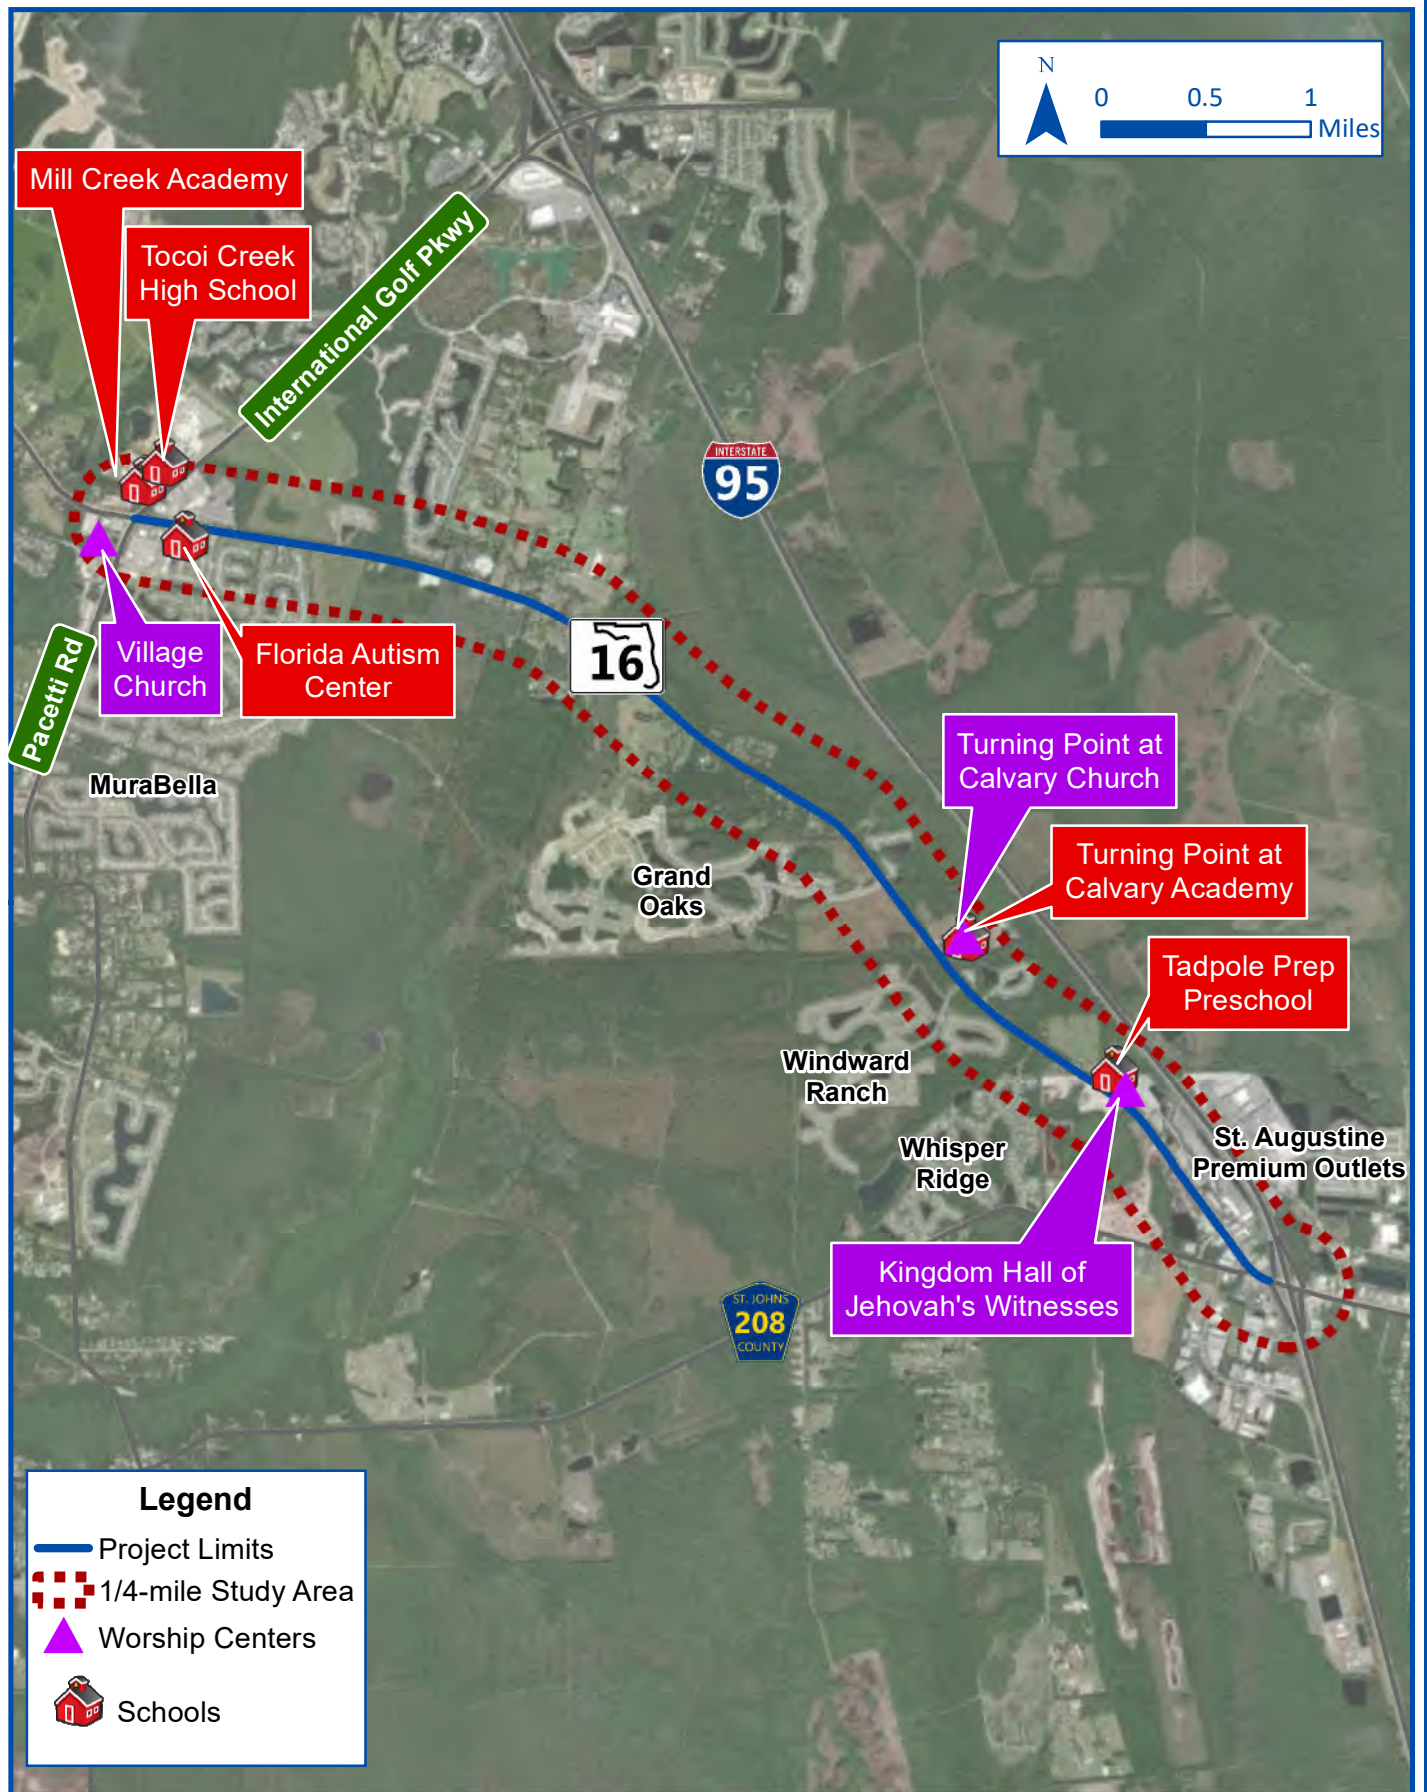 N
0 0.5 1
Miles
Mill Creek Academy
Tocoi Creek
High School
International Golf Pkwy
INTERSTATE
95
16
Village
Church
Florida Autism
Center
Pacetti Rd
MuraBella
Turning Point at
Calvary Church
Turning Point at
Calvary Academy
Grand
Oaks
Tadpole Prep
Preschool
Windward
Ranch
Whisper
Ridge
St. Augustine
Premium Outlets
Kingdom Hall of
Jehovah's Witnesses
ST. JOHNS
208
COUNTY
Legend
Project Limits
1/4-mile Study Area
Worship Centers
Schools